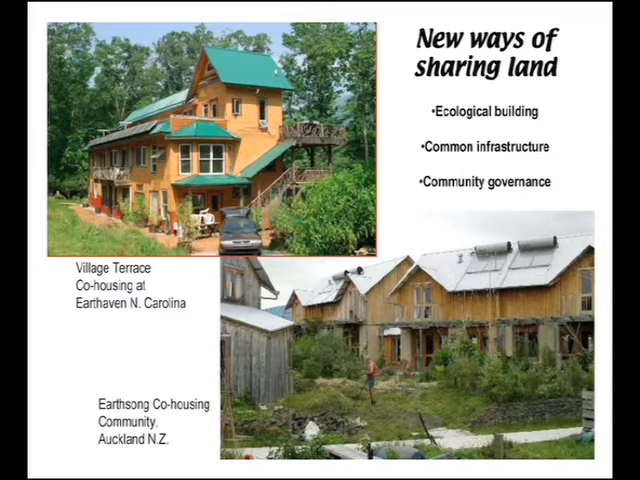 New ways of
sharing land
•Ecological building
•Common infrastructure
•Community governance
Village Terrace
Co-housing at
Earthaven N. Carolina
Earthsong Co-housing
Community,
Auckland N.Z.